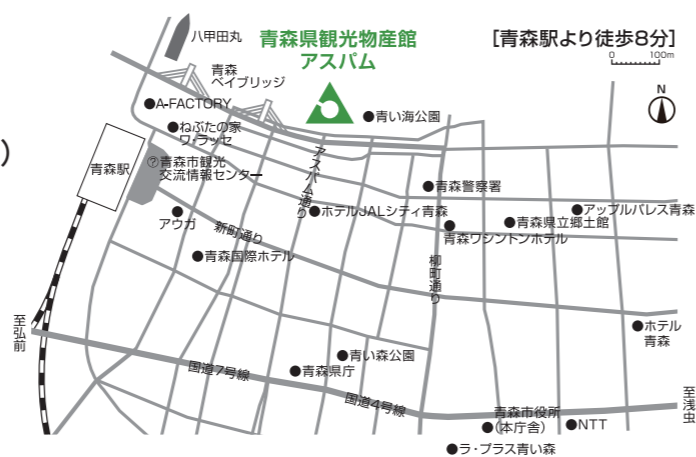 八甲田丸
青森県観光物産館
アスパム
[青森駅より徒歩8分]
0 100m
N
青森
ベイブリッジ
●A-FACTORY
●青い海公園
●ねぶたの家
ワ・ラッセ
)
青森駅
?青森市観光
交流情報センター
アスパム通り
●青森警察署
●アウガ
●ホテルJALシティ青森
●アップルパレス青森
●青森県立郷土館
青森ワシントンホテル
新町通り
●青森国際ホテル
柳町通り
至弘前
●ホテル
青森
●青い森公園
●青森県庁
国道7号線
国道4号線
至浅虫
青森市役所
●(本庁舎)
●NTT
●ラ・プラス青い森